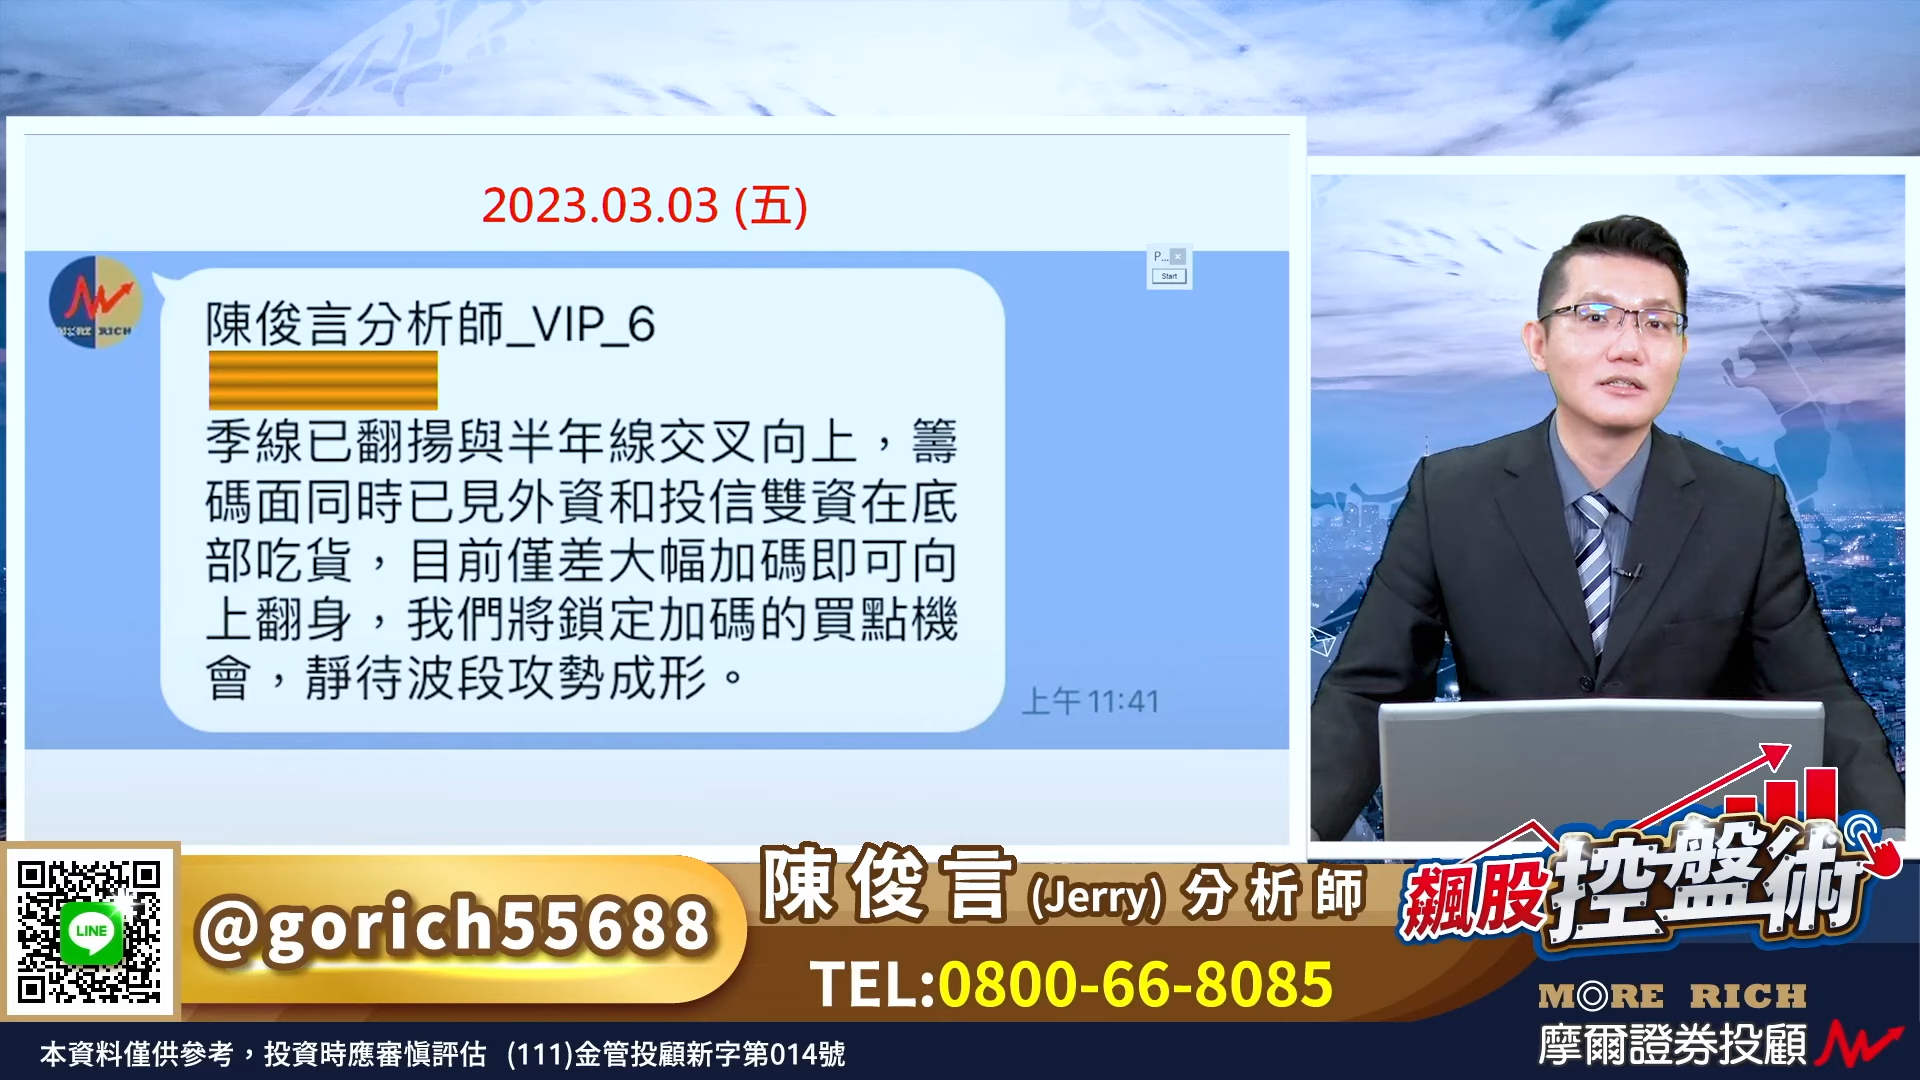 2023.03.03 (五)
P...
Start
MORE RICH
陳俊言分析師_VIP_6
季線已翻揚與半年線交叉向上，籌
碼面同時已見外資和投信雙資在底
部吃貨，目前僅差大幅加碼即可向
上翻身，我們將鎖定加碼的買點機
會，靜待波段攻勢成形。
上午11:41
LINE
@gorich55688
陳俊言(Jerry)分析師
TEL:0800-66-8085
飆股控盤術
MORE RICH
摩爾證券投顧
本資料僅供參考，投資時應審慎評估 (111)金管投顧新字第014號